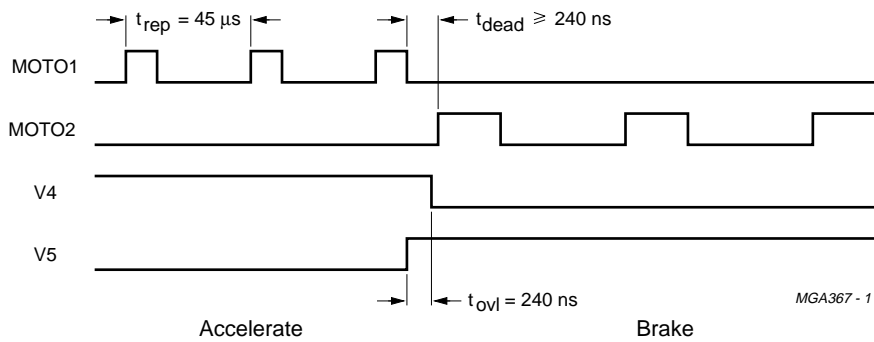 t_rep = 45 µs
t_dead ≥ 240 ns
MOTO1
MOTO2
V4
V5
t_ovl = 240 ns
MGA367 - 1
Accelerate
Brake